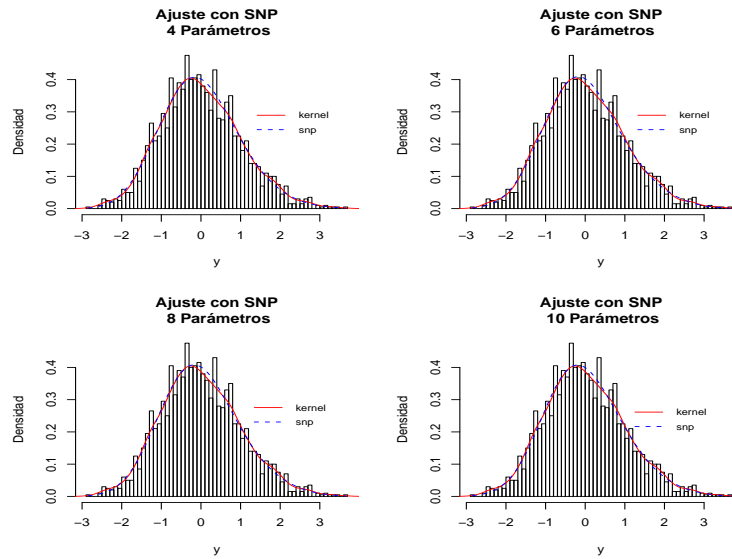 Ajuste con SNP
4 Parámetros
Densidad
0.0 0.1 0.2 0.3 0.4
kernel
snp
−3 −2 −1 0 1 2 3
y
Ajuste con SNP
6 Parámetros
Densidad
0.0 0.1 0.2 0.3 0.4
kernel
snp
−3 −2 −1 0 1 2 3
y
Ajuste con SNP
8 Parámetros
Densidad
0.0 0.1 0.2 0.3 0.4
kernel
snp
−3 −2 −1 0 1 2 3
y
Ajuste con SNP
10 Parámetros
Densidad
0.0 0.1 0.2 0.3 0.4
kernel
snp
−3 −2 −1 0 1 2 3
y